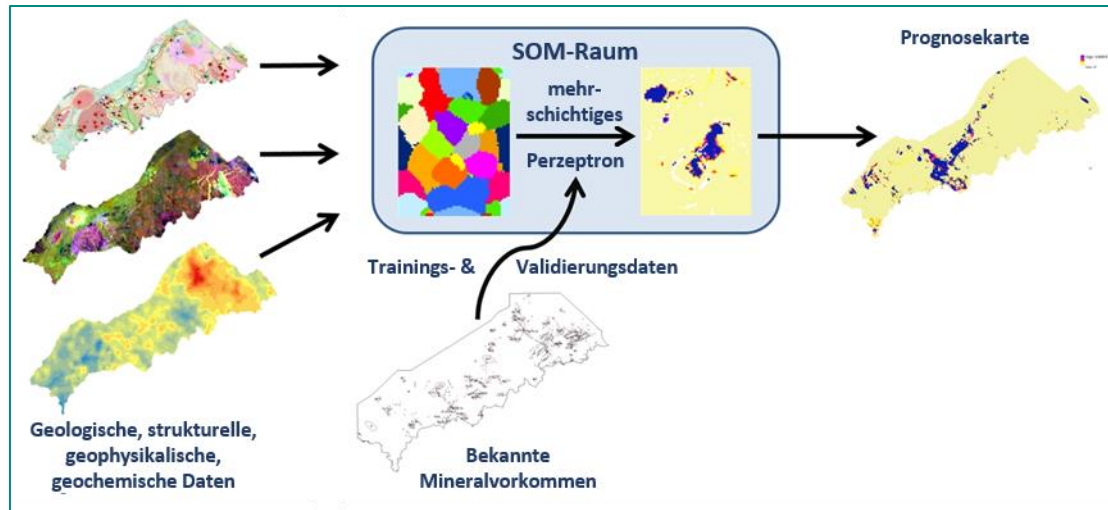 SOM-Raum
mehr-
schichtiges
Perzeptron
Prognosekarte
Trainings- & Validierungsdaten
Geologische, strukturelle,
geophysikalische,
geochemische Daten
Bekannte
Mineralvorkommen